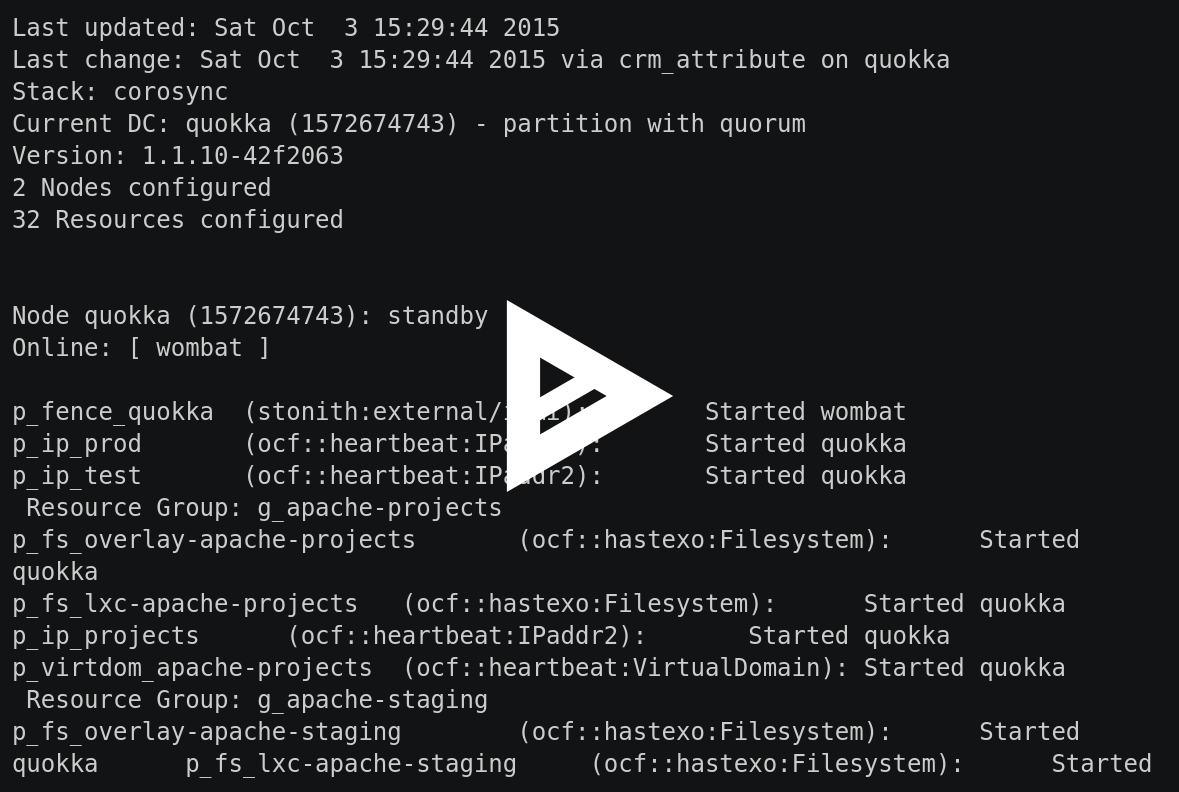 Last updated: Sat Oct  3 15:29:44 2015
Last change: Sat Oct  3 15:29:44 2015 via crm_attribute on quokka
Stack: corosync
Current DC: quokka (1572674743) - partition with quorum
Version: 1.1.10-42f2063
2 Nodes configured
32 Resources configured
Node quokka (1572674743): standby
Online: [ wombat ]
p_fence_quokka  (stonith:external/ Started wombat
p_ip_prod       (ocf::heartbeat: Started quokka
p_ip_test       (ocf::heartbeat:IPaddr2):       Started quokka
 Resource Group: g_apache-projects
p_fs_overlay-apache-projects       (ocf::hastexo:Filesystem):      Started
quokka
p_fs_lxc-apache-projects   (ocf::hastexo:Filesystem):      Started quokka
p_ip_projects      (ocf::heartbeat:IPaddr2):       Started quokka
p_virtdom_apache-projects  (ocf::heartbeat:VirtualDomain): Started quokka
 Resource Group: g_apache-staging
p_fs_overlay-apache-staging        (ocf::hastexo:Filesystem):      Started
quokka      p_fs_lxc-apache-staging     (ocf::hastexo:Filesystem):      Started